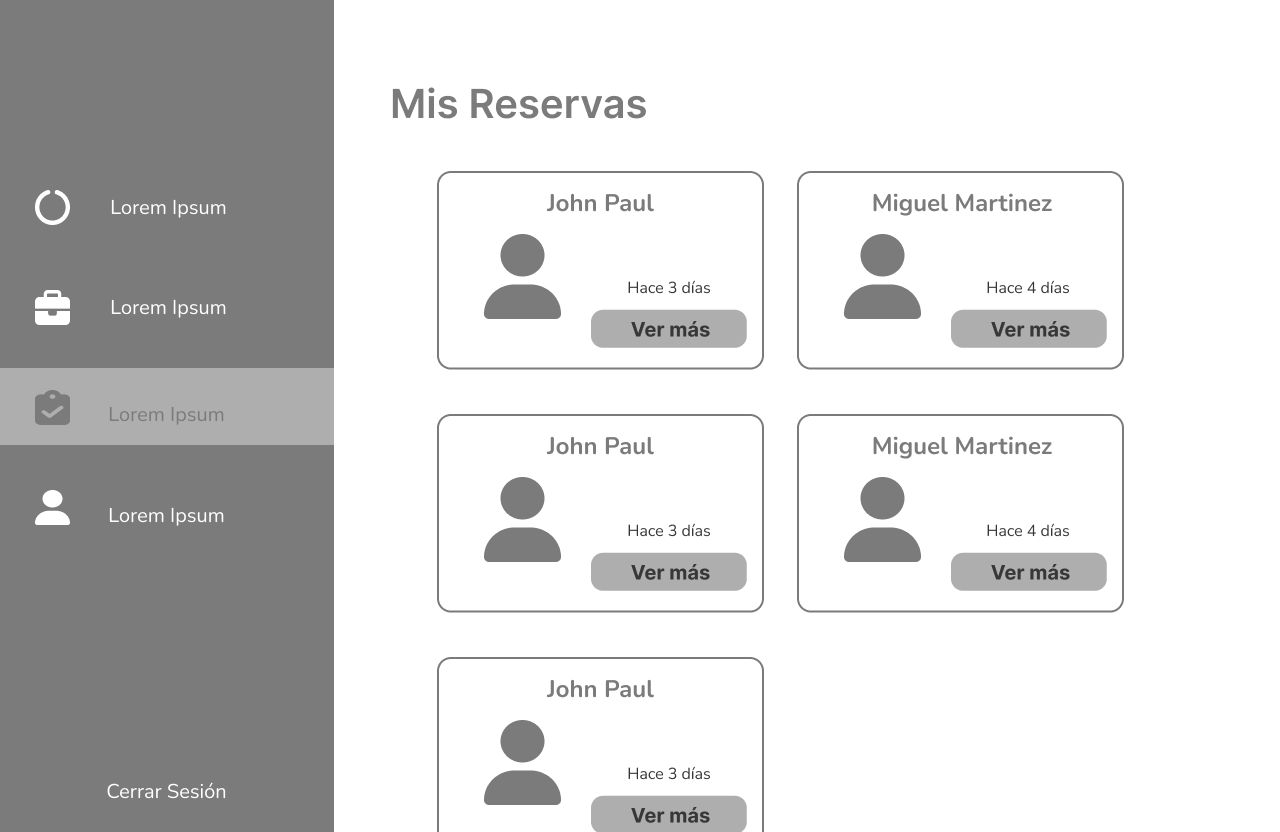 Lorem Ipsum
Lorem Ipsum
Lorem Ipsum
Lorem Ipsum
Cerrar Sesión
Mis Reservas
John Paul
Hace 3 días
Ver más
Miguel Martinez
Hace 4 días
Ver más
John Paul
Hace 3 días
Ver más
Miguel Martinez
Hace 4 días
Ver más
John Paul
Hace 3 días
Ver más